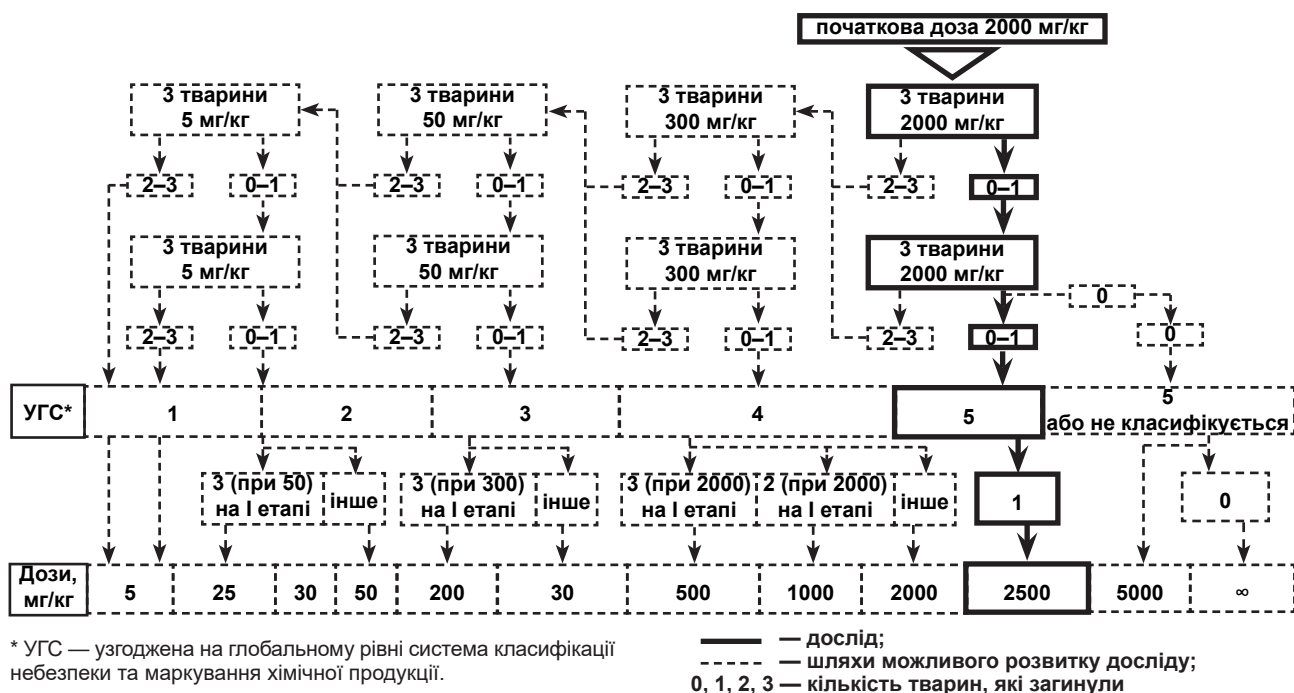 початкова доза 2000 мг/кг
3 тварини
5 мг/кг
3 тварини
50 мг/кг
3 тварини
300 мг/кг
3 тварини
2000 мг/кг
2–3
0–1
2–3
0–1
2–3
0–1
2–3
0–1
3 тварини
5 мг/кг
3 тварини
50 мг/кг
3 тварини
300 мг/кг
3 тварини
2000 мг/кг
0
2–3
0–1
2–3
0–1
2–3
0–1
2–3
0–1
0
УГС*
1
2
3
4
5
5
або не класифікується
3 (при 50)
на I етапі
інше
3 (при 300)
на I етапі
інше
3 (при 2000)
на I етапі
2 (при 2000)
на I етапі
інше
1
0
Дози,
мг/кг
5
25
30
50
200
30
500
1000
2000
2500
5000
∞
* УГС — узгоджена на глобальному рівні система класифікації
небезпеки та маркування хімічної продукції.
— дослід;
— шляхи можливого розвитку досліду;
0, 1, 2, 3 — кількість тварин, які загинули